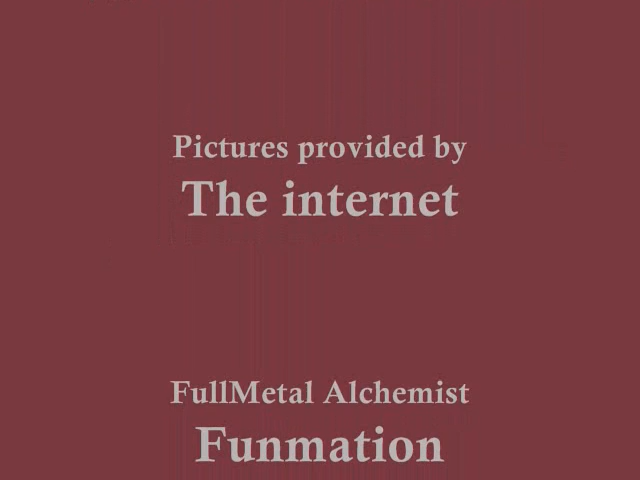 Pictures provided by
The internet
FullMetal Alchemist
Funmation